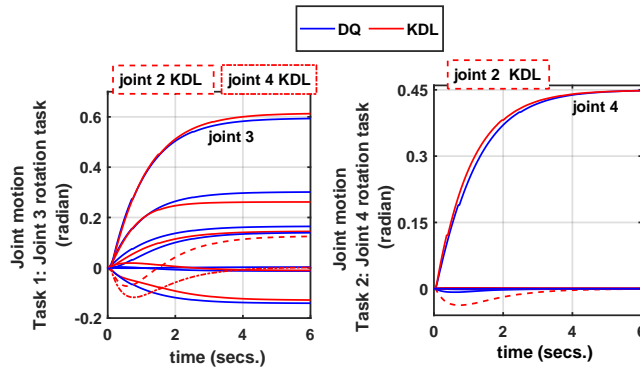 DQ KDL
joint 2 KDL joint 4 KDL
joint 2 KDL
Task 1: Joint 3 rotation task
Joint motion
(radian)
0.6
0.4
0.2
0
-0.2
joint 3
0 2 4 6
time (secs.)
Task 2: Joint 4 rotation task
Joint motion
(radian)
0.45
0.3
0.15
0
joint 4
0 2 4 6
time (secs.)